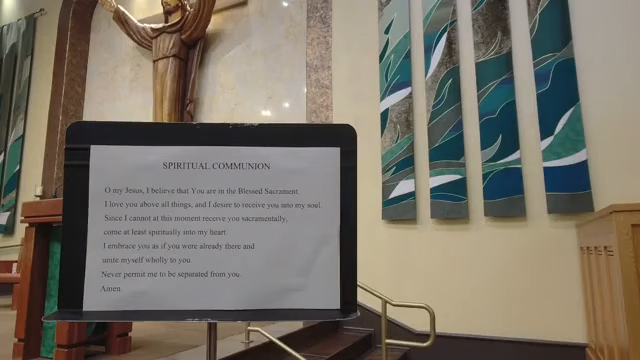 SPIRITUAL COMMUNION
O my Jesus, I believe that You are in the Blessed Sacrament.
I love you above all things, and I desire to receive you into my soul.
Since I cannot at this moment receive you sacramentally,
come at least spiritually into my heart.
I embrace you as if you were already there and
unite myself wholly to you.
Never permit me to be separated from you.
Amen.